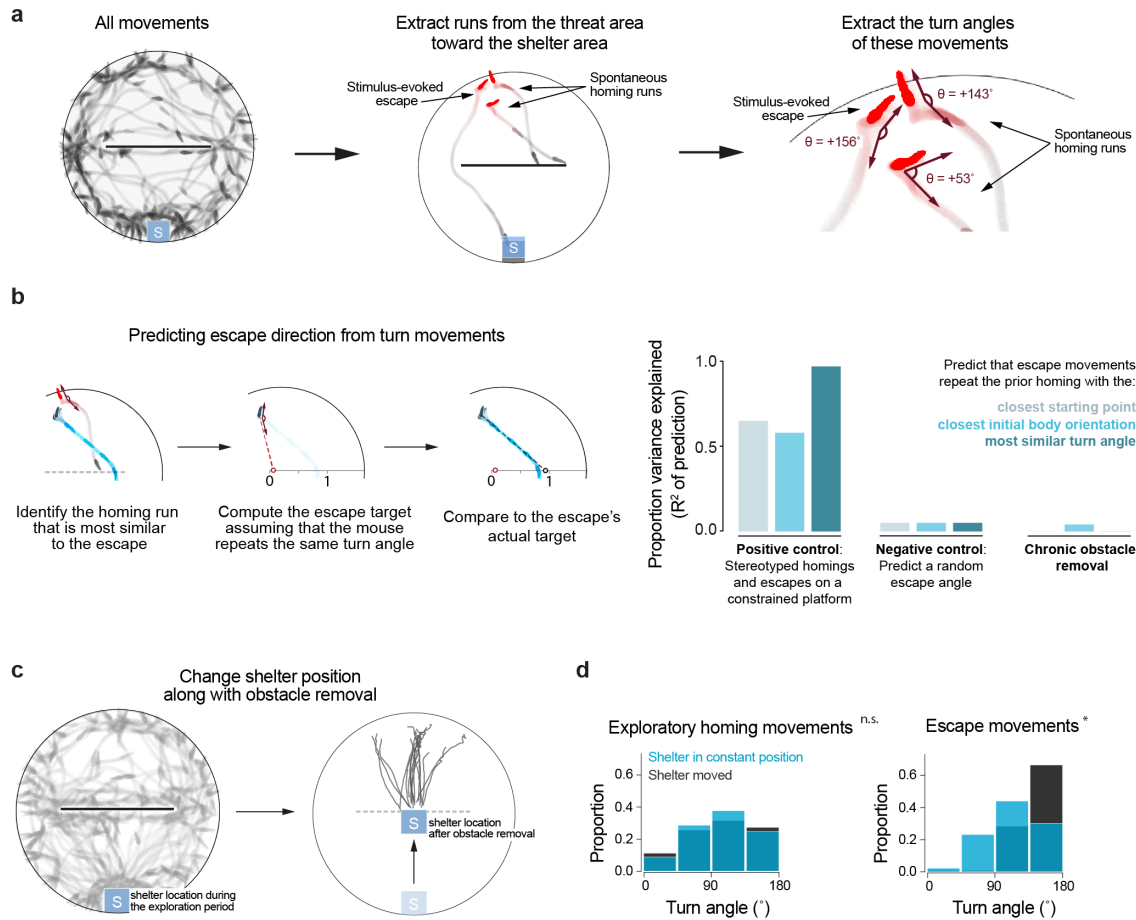 a
All movements
S
Extract runs from the threat area
toward the shelter area
Stimulus-evoked
escape
Spontaneous
homing runs
S
Extract the turn angles
of these movements
Stimulus-evoked
escape
θ = +143°
θ = +156°
θ = +53°
Spontaneous
homing runs
b
Predicting escape direction from turn movements
0
1
0
1
Identify the homing run
that is most similar
to the escape
Compute the escape target
assuming that the mouse
repeats the same turn angle
Compare to the escape's
actual target
Proportion variance explained
(R² of prediction)
1.0
0.5
0.0
Predict that escape movements
repeat the prior homing with the:
closest starting point
closest initial body orientation
most similar turn angle
Positive control:
Stereotyped homings
and escapes on a
constrained platform
Negative control:
Predict a random
escape angle
Chronic obstacle
removal
c
Change shelter position
along with obstacle removal
S
shelter location during
the exploration period
S
shelter location
after obstacle removal
S
d
Exploratory homing movements n.s.
Shelter in constant position
Shelter moved
Proportion
0.6
0.4
0.2
0
0
90
180
Turn angle (°)
Escape movements *
Proportion
0.6
0.4
0.2
0
0
90
180
Turn angle (°)